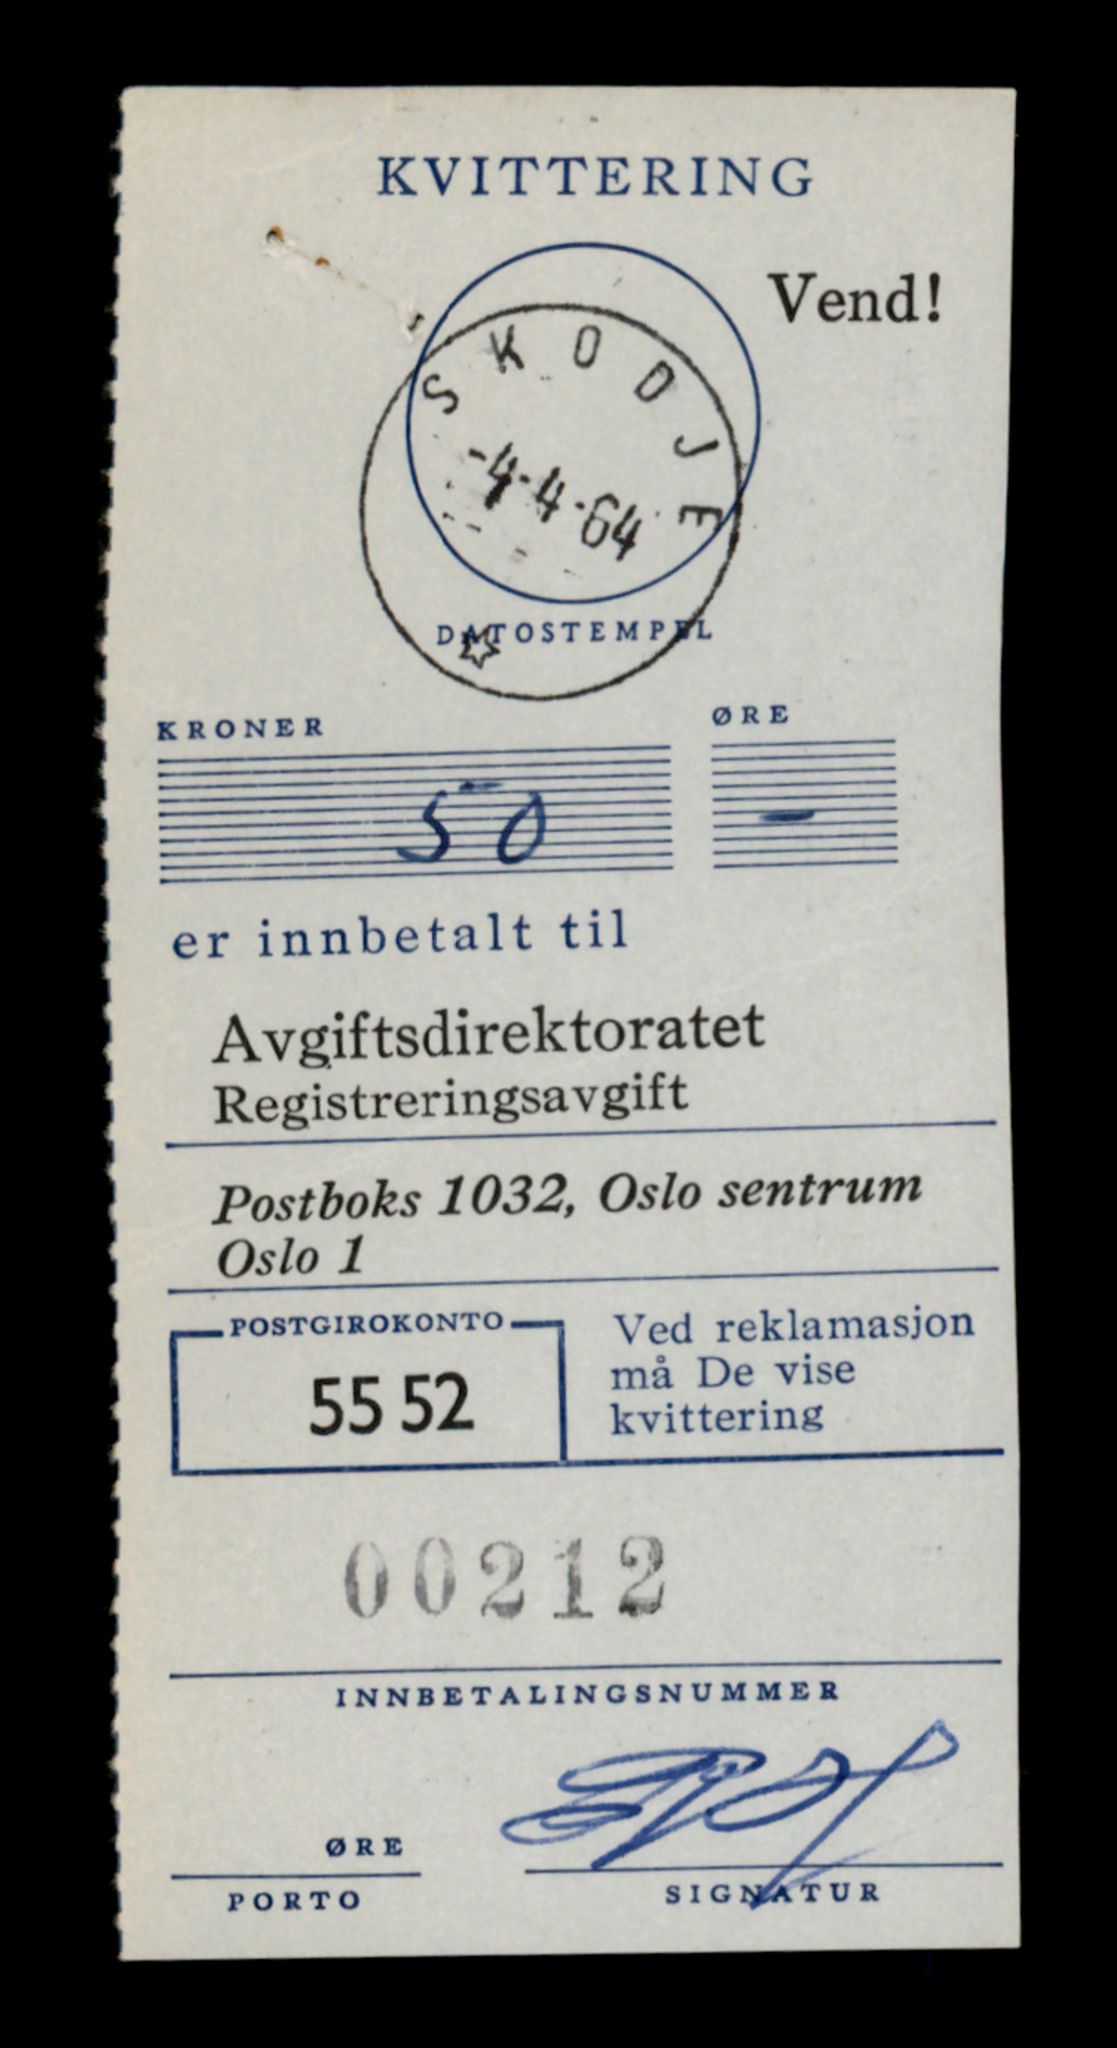 KVITTERING
Vend!
SKODJE
-4-4-64
DATOSTEMPEL
KRONER ØRE
50 -
er innbetalt til
Avgiftsdirektoratet
Registreringsavgift
Postboks 1032, Oslo sentrum
Oslo 1
POSTGIROKONTO
55 52
Ved reklamasjon
må De vise
kvittering
00212
INNBETALINGSNUMMER
ØRE
PORTO
SIGNATUR